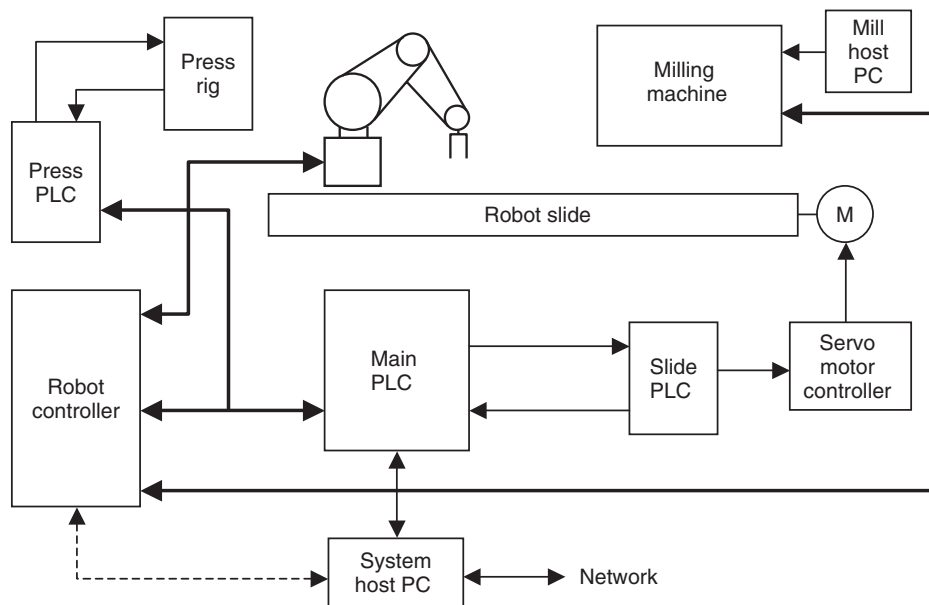 Press
rig
Milling
machine
Mill
host
PC
Press
PLC
Robot slide
M
Robot
controller
Main
PLC
Slide
PLC
Servo
motor
controller
System
host PC
Network